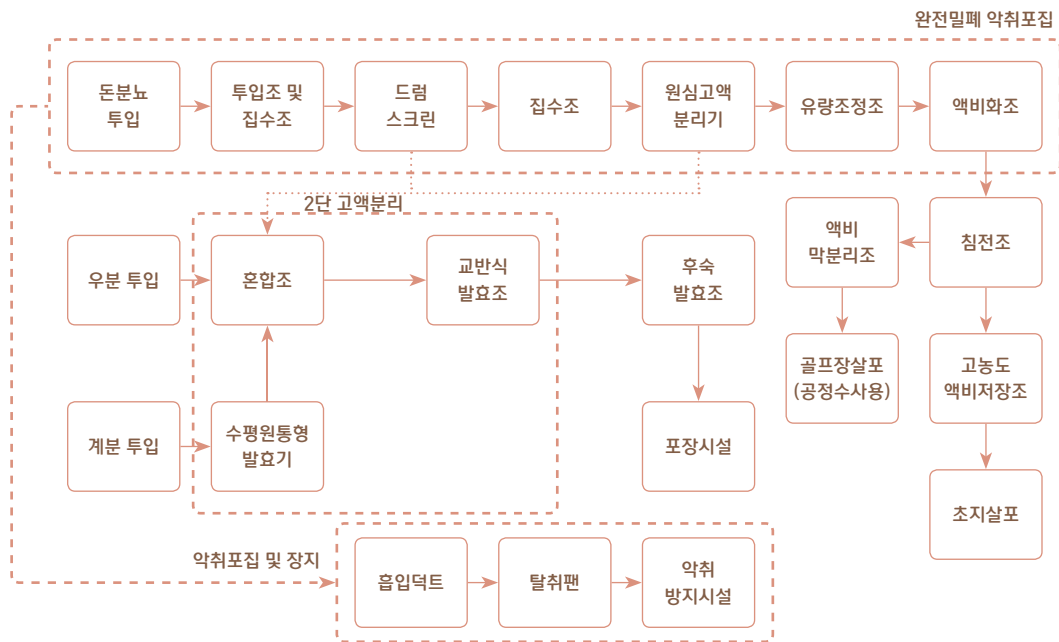 완전밀폐 악취포집
돈분뇨
투입
투입조 및
집수조
드럼
스크린
집수조
원심고액
분리기
유량조정조
액비화조
2단 고액분리
우분 투입
혼합조
교반식
발효조
후숙
발효조
액비
막분리조
침전조
골프장살포
(공정수사용)
고농도
액비저장조
계분 투입
수평원통형
발효기
포장시설
초지살포
악취포집 및 장지
흡입덕트
탈취팬
악취
방지시설